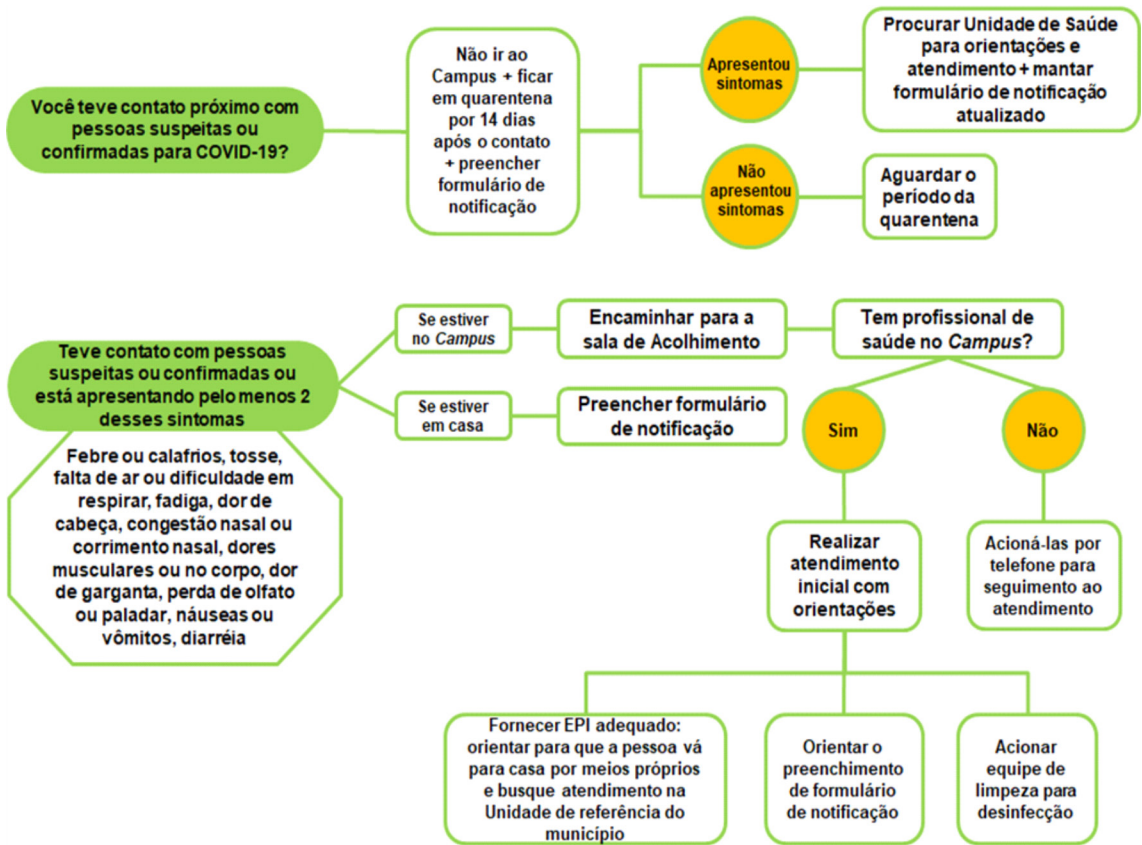 Você teve contato próximo com
pessoas suspeitas ou
confirmadas para COVID-19?
Não ir ao
Campus + ficar
em quarentena
por 14 dias
após o contato
+ preencher
formulário de
notificação
Apresentou
sintomas
Procurar Unidade de Saúde
para orientações e
atendimento + mantar
formulário de notificação
atualizado
Não
apresentou
sintomas
Aguardar o
período da
quarentena
Teve contato com pessoas
suspeitas ou confirmadas ou
está apresentando pelo menos 2
desses sintomas
Febre ou calafrios, tosse,
falta de ar ou dificuldade em
respirar, fadiga, dor de
cabeça, congestão nasal ou
corrimento nasal, dores
musculares ou no corpo, dor
de garganta, perda de olfato
ou paladar, náuseas ou
vômitos, diarréia
Se estiver
no Campus
Encaminhar para a
sala de Acolhimento
Tem profissional de
saúde no Campus?
Se estiver
em casa
Preencher formulário
de notificação
Sim
Não
Realizar
atendimento
inicial com
orientações
Acioná-las por
telefone para
seguimento ao
atendimento
Fornecer EPI adequado:
orientar para que a pessoa vá
para casa por meios próprios
e busque atendimento na
Unidade de referência do
município
Orientar o
preenchimento
de formulário
de notificação
Acionar
equipe de
limpeza para
desinfecção